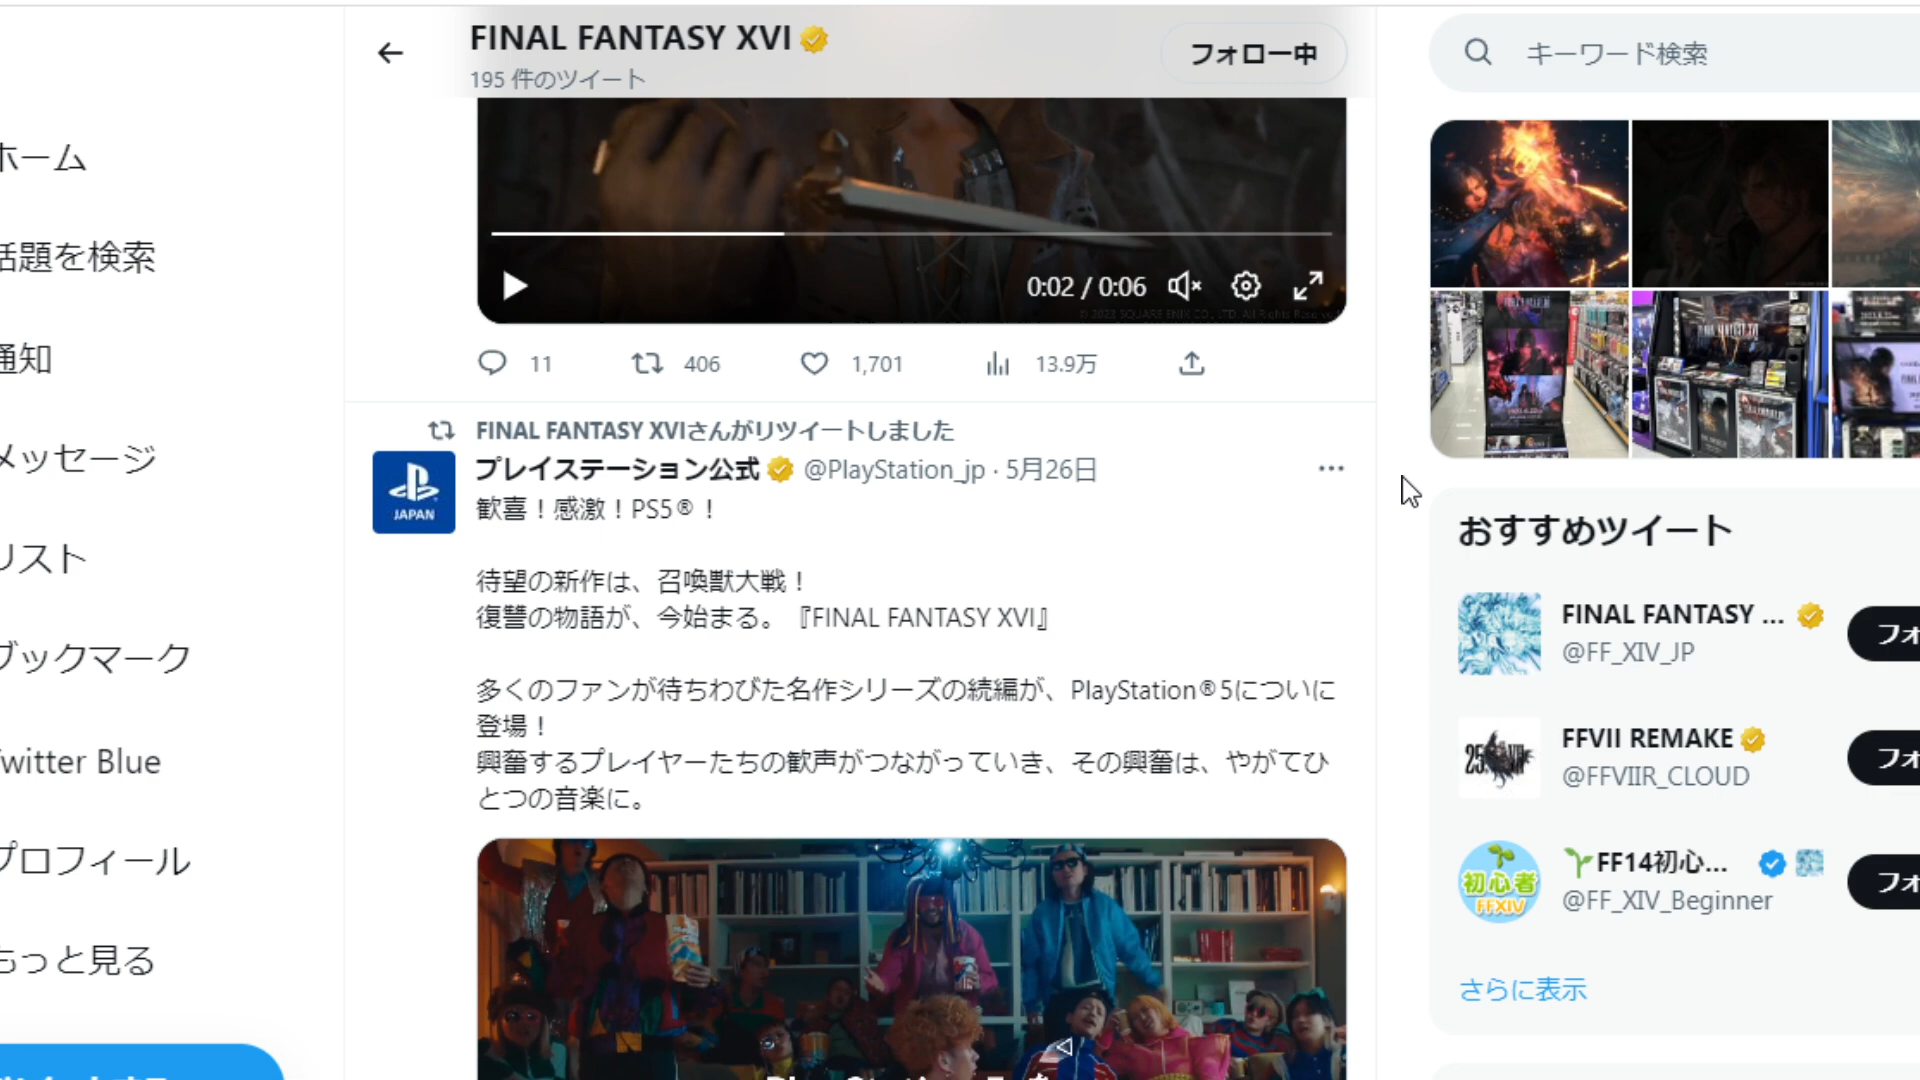 FINAL FANTASY XVI
195 件のツイート
フォロー中
キーワード検索
ホーム
話題を検索
通知
メッセージ
リスト
ブックマーク
Twitter Blue
プロフィール
もっと見る
0:02 / 0:06
© 2023 SQUARE ENIX CO., LTD. All Rights Reserved.
11 406 1,701 13.9万
FINAL FANTASY XVIさんがリツイートしました
プレイステーション公式 @PlayStation_jp · 5月26日
JAPAN
歓喜！感激！PS5®！
待望の新作は、召喚獣大戦！
復讐の物語が、今始まる。『FINAL FANTASY XVI』
多くのファンが待ちわびた名作シリーズの続編が、PlayStation®5についに
登場！
興奮するプレイヤーたちの歓声がつながっていき、その興奮は、やがてひ
とつの音楽に。
おすすめツイート
FINAL FANTASY ...
@FF_XIV_JP
フォ
FFVII REMAKE
@FFVIIR_CLOUD
フォ
初心者
FFXIV
FF14初心...
@FF_XIV_Beginner
フォ
さらに表示